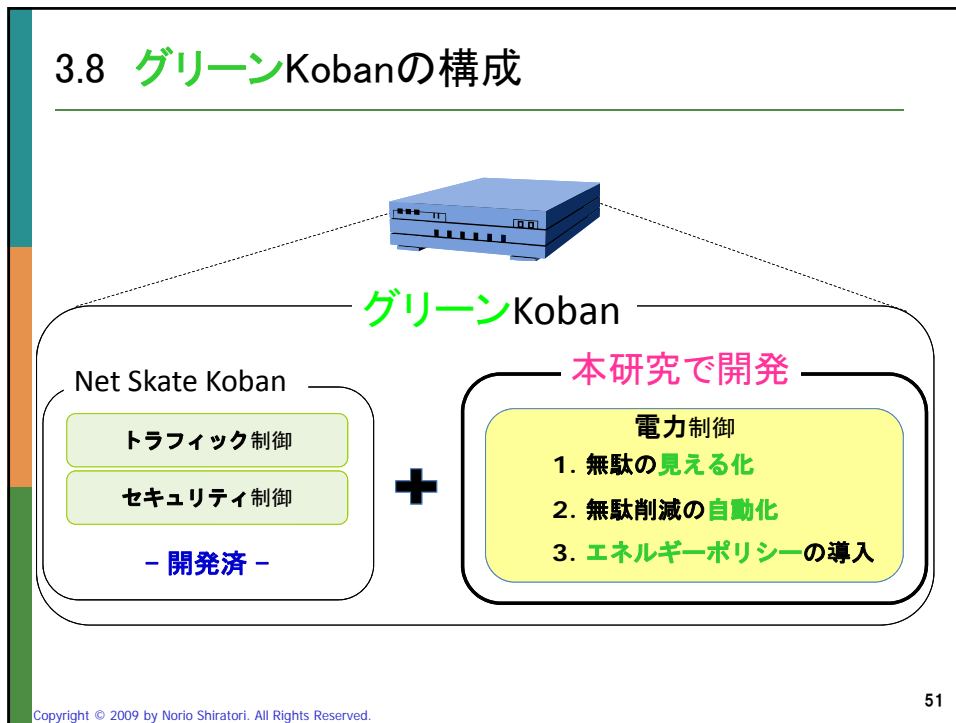 3.8 グリーンKobanの構成
グリーンKoban
Net Skate Koban
トラフィック制御
セキュリティ制御
– 開発済 –
本研究で開発
電力制御
1. 無駄の見える化
2. 無駄削減の自動化
3. エネルギーポリシーの導入
Copyright © 2009 by Norio Shiratori. All Rights Reserved.
51